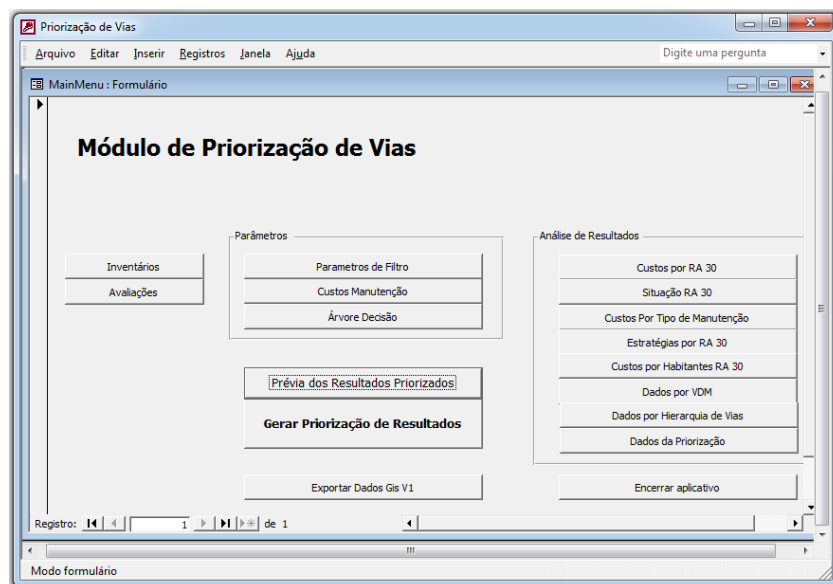 Priorização de Vias
Arquivo Editar Inserir Registros Janela Ajuda Digite uma pergunta
MainMenu : Formulário
Módulo de Priorização de Vias
Parâmetros
Análise de Resultados
Inventários
Parametros de Filtro
Custos por RA 30
Avaliações
Custos Manutenção
Situação RA 30
Árvore Decisão
Custos Por Tipo de Manutenção
Estratégias por RA 30
Custos por Habitantes RA 30
Prévia dos Resultados Priorizados
Dados por VDM
Gerar Priorização de Resultados
Dados por Hierarquia de Vias
Dados da Priorização
Exportar Dados Gis V1
Encerrar aplicativo
Registro: 1 de 1
Modo formulário